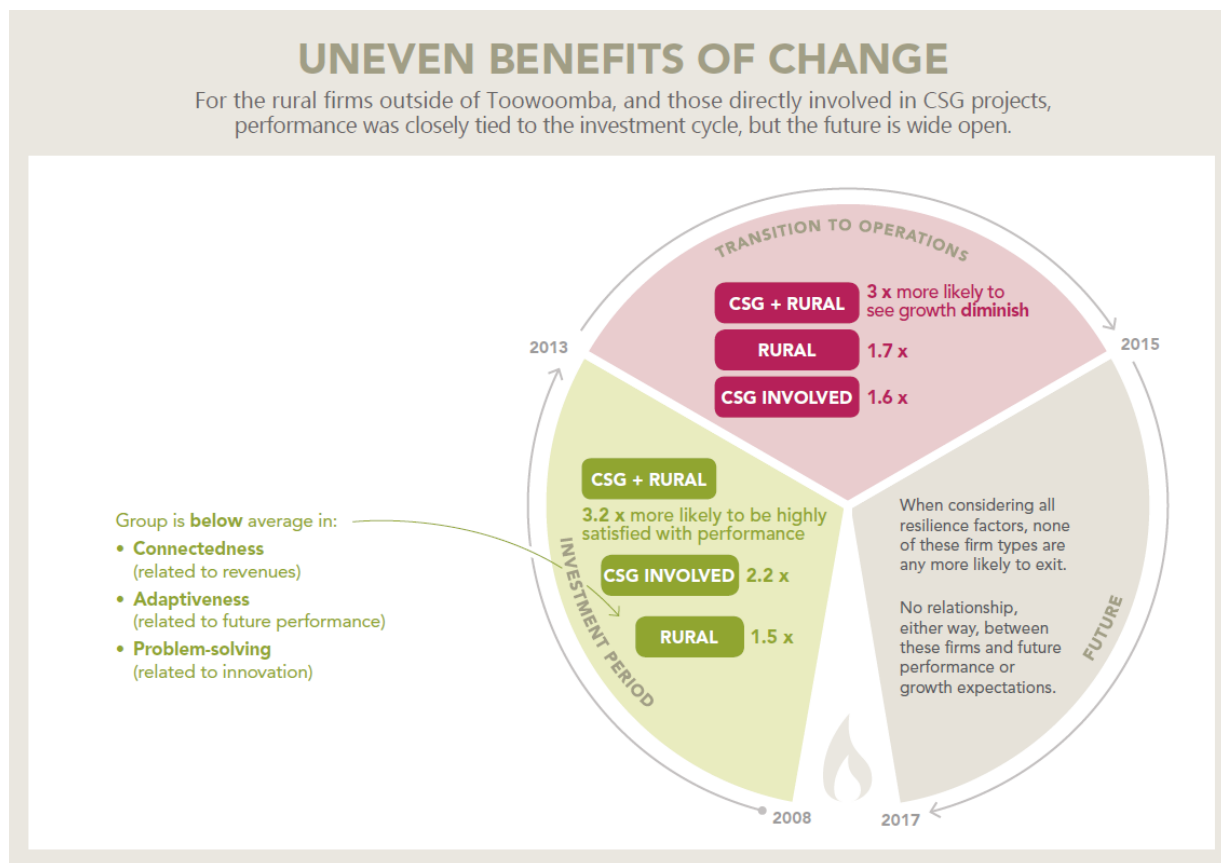 UNEVEN BENEFITS OF CHANGE
For the rural firms outside of Toowoomba, and those directly involved in CSG projects,
performance was closely tied to the investment cycle, but the future is wide open.
TRANSITION TO OPERATIONS
CSG + RURAL
3 x more likely to
see growth diminish
RURAL
1.7 x
CSG INVOLVED
1.6 x
2013
2015
CSG + RURAL
3.2 x more likely to be highly
satisfied with performance
CSG INVOLVED
2.2 x
RURAL
1.5 x
INVESTMENT PERIOD
Group is below average in:
• Connectedness
(related to revenues)
• Adaptiveness
(related to future performance)
• Problem-solving
(related to innovation)
When considering all
resilience factors, none
of these firm types are
any more likely to exit.
No relationship,
either way, between
these firms and future
performance or
growth expectations.
FUTURE
2008
2017